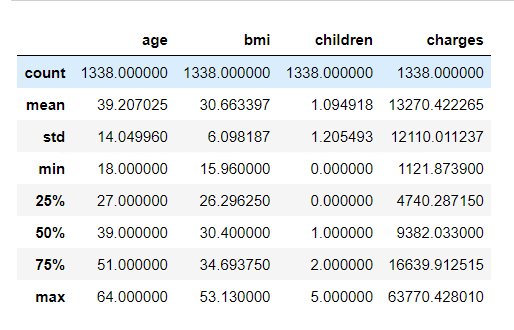 age bmi children charges
count 1338.000000 1338.000000 1338.000000 1338.000000
mean 39.207025 30.663397 1.094918 13270.422265
std 14.049960 6.098187 1.205493 12110.011237
min 18.000000 15.960000 0.000000 1121.873900
25% 27.000000 26.296250 0.000000 4740.287150
50% 39.000000 30.400000 1.000000 9382.033000
75% 51.000000 34.693750 2.000000 16639.912515
max 64.000000 53.130000 5.000000 63770.428010